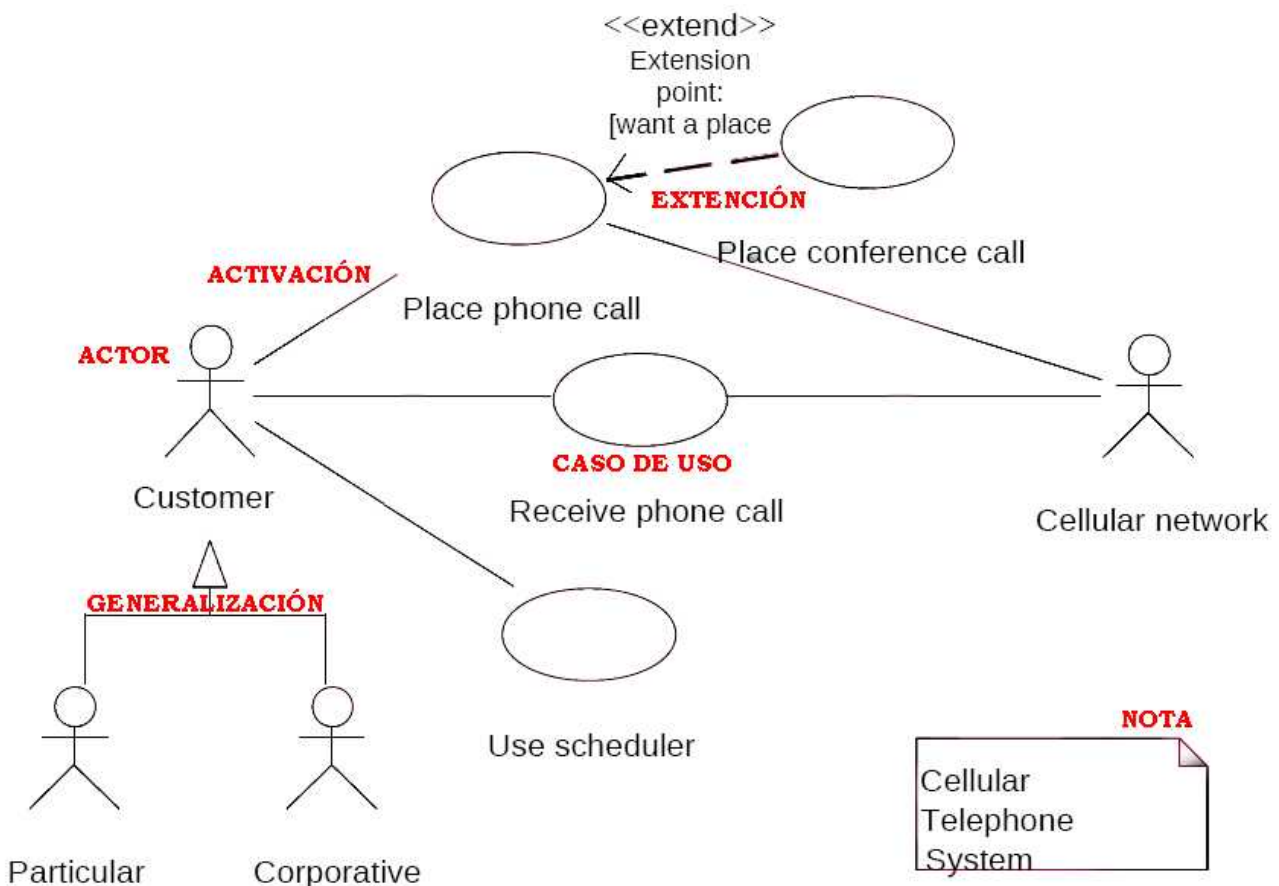 <<extend>>
Extension
point:
[want a place
EXTENCIÓN
Place conference call
ACTIVACIÓN
Place phone call
ACTOR
CASO DE USO
Customer
Receive phone call
Cellular network
GENERALIZACIÓN
Use scheduler
NOTA
Cellular
Telephone
System
Particular
Corporative